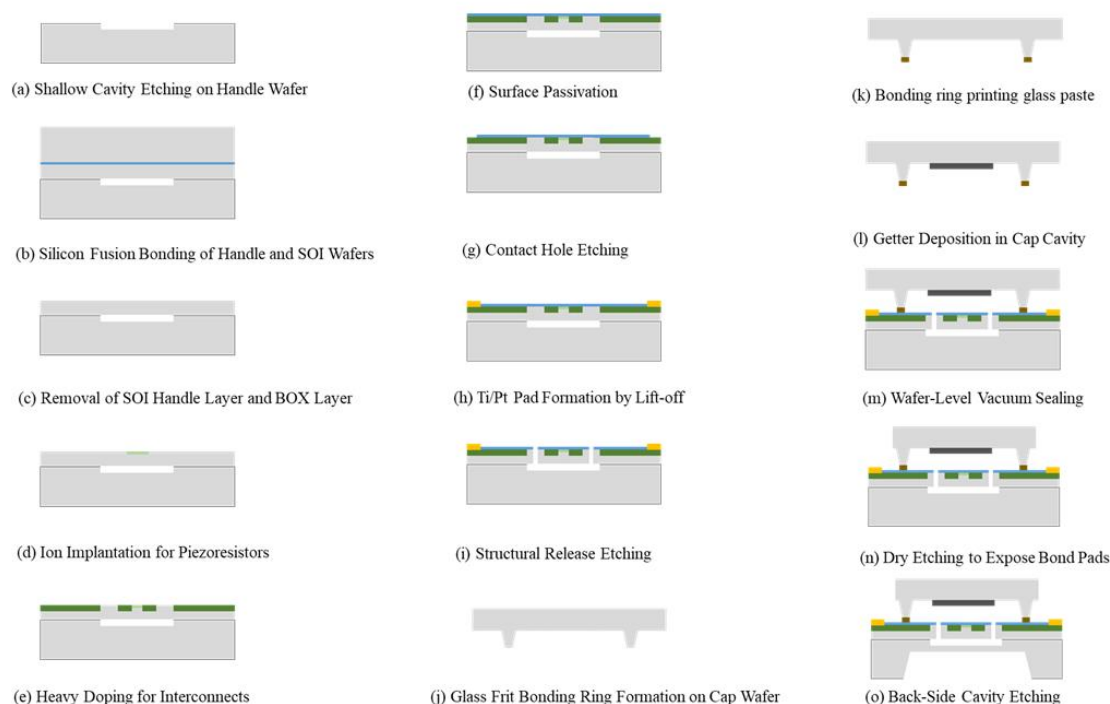 (a) Shallow Cavity Etching on Handle Wafer
(b) Silicon Fusion Bonding of Handle and SOI Wafers
(c) Removal of SOI Handle Layer and BOX Layer
(d) Ion Implantation for Piezoresistors
(e) Heavy Doping for Interconnects
(f) Surface Passivation
(g) Contact Hole Etching
(h) Ti/Pt Pad Formation by Lift-off
(i) Structural Release Etching
(j) Glass Frit Bonding Ring Formation on Cap Wafer
(k) Bonding ring printing glass paste
(l) Getter Deposition in Cap Cavity
(m) Wafer-Level Vacuum Sealing
(n) Dry Etching to Expose Bond Pads
(o) Back-Side Cavity Etching